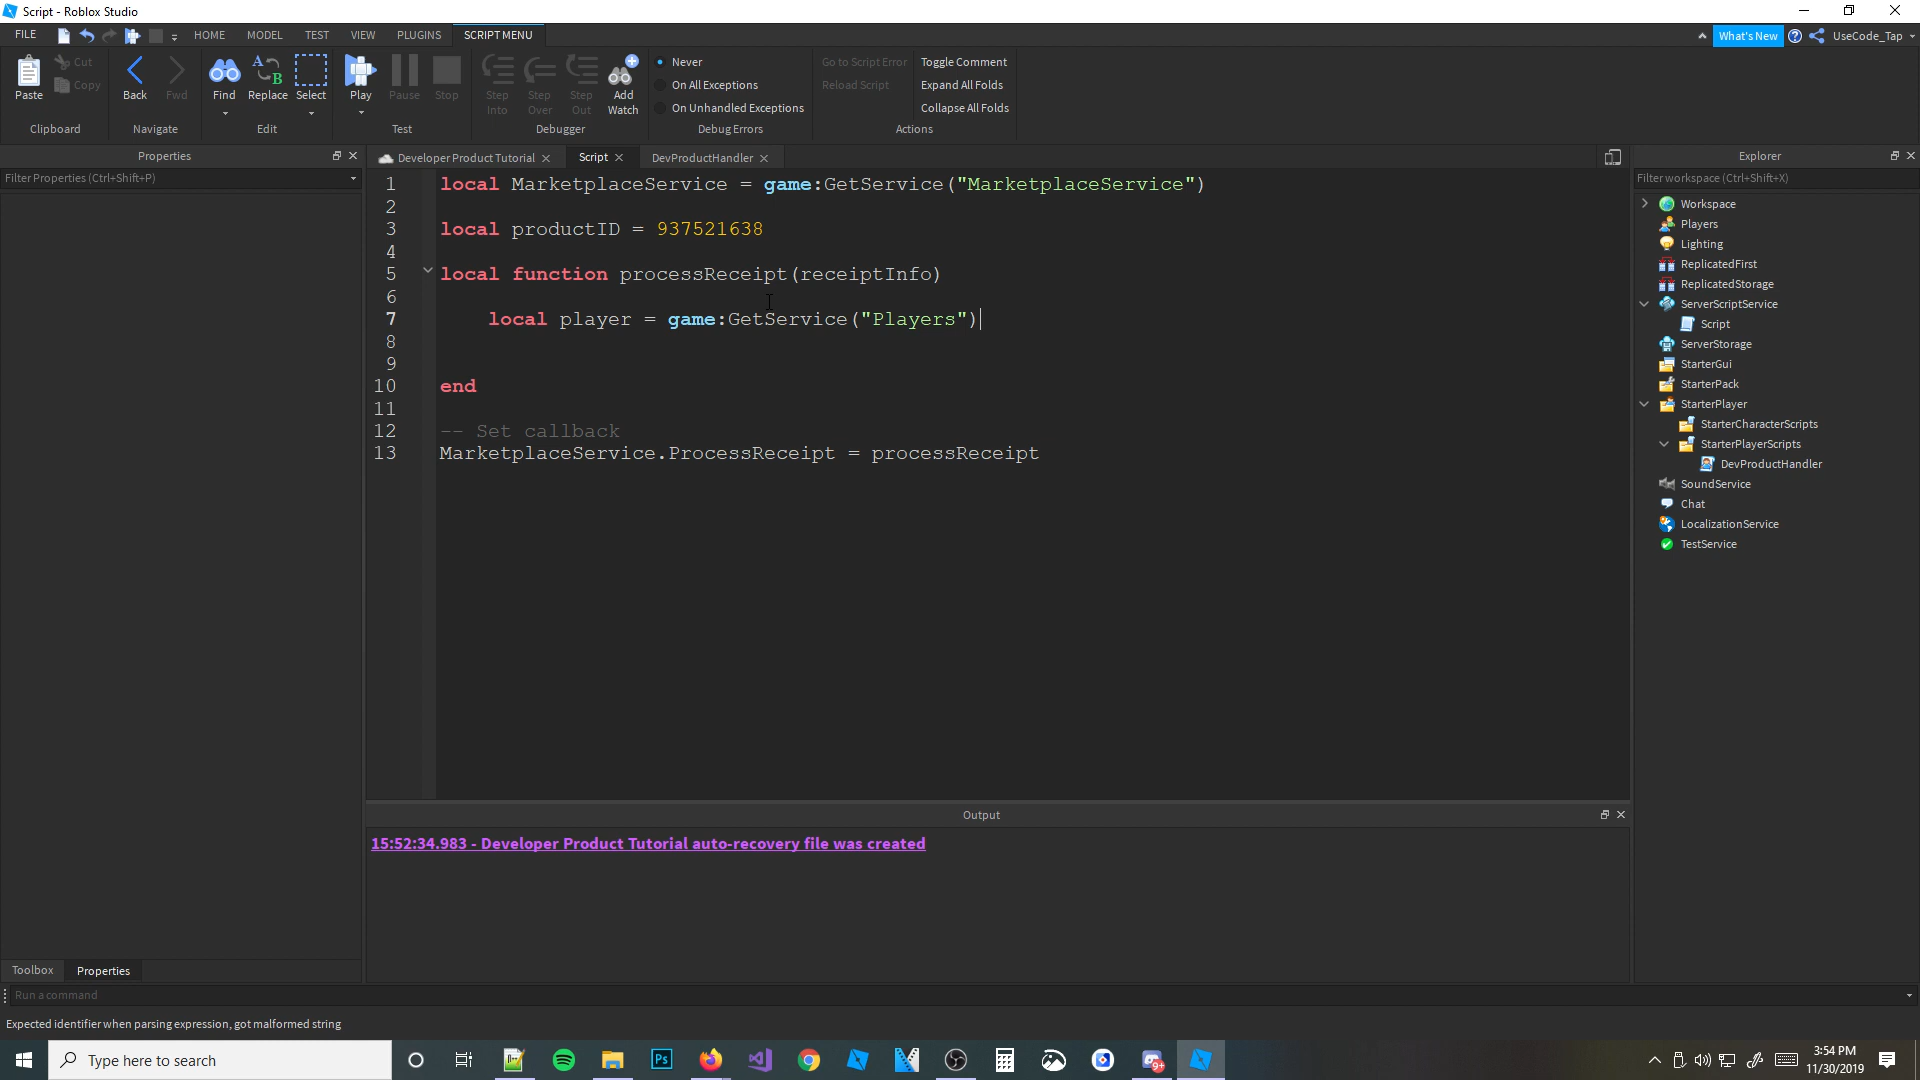 Script - Roblox Studio
FILE HOME MODEL TEST VIEW PLUGINS SCRIPT MENU What's New UseCode_Tap
Paste Cut Copy Clipboard
Back Fwd Navigate
Find Replace Select Edit
Play Pause Stop Test
Step Into Step Over Step Out Add Watch Debugger
Never
On All Exceptions
On Unhandled Exceptions
Debug Errors
Go to Script Error
Reload Script
Toggle Comment
Expand All Folds
Collapse All Folds
Actions
Properties
Filter Properties (Ctrl+Shift+P)
Developer Product Tutorial Script DevProductHandler
1 local MarketplaceService = game:GetService("MarketplaceService")
2
3 local productID = 937521638
4
5 local function processReceipt(receiptInfo)
6
7 local player = game:GetService("Players")
8
9
10 end
11
12 -- Set callback
13 MarketplaceService.ProcessReceipt = processReceipt
Output
15:52:34.983 - Developer Product Tutorial auto-recovery file was created
Explorer
Filter workspace (Ctrl+Shift+X)
Workspace
Players
Lighting
ReplicatedFirst
ReplicatedStorage
ServerScriptService
Script
ServerStorage
StarterGui
StarterPack
StarterPlayer
StarterCharacterScripts
StarterPlayerScripts
DevProductHandler
SoundService
Chat
LocalizationService
TestService
Toolbox Properties
Run a command
Expected identifier when parsing expression, got malformed string
Type here to search
Ps
9+
3:54 PM
11/30/2019